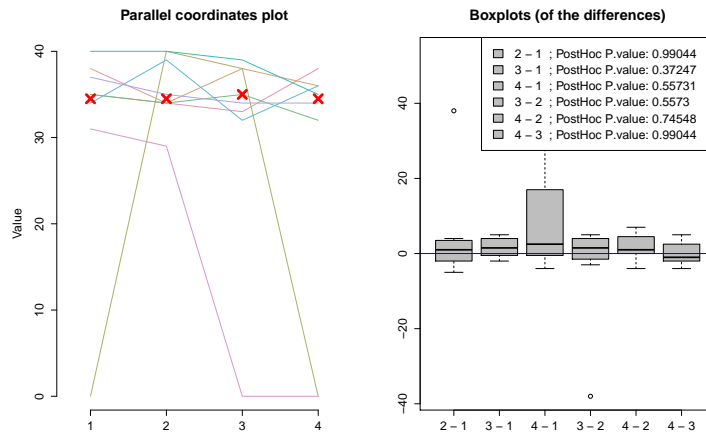 Parallel coordinates plot
Value
0
10
20
30
40
1
2
3
4
Boxplots (of the differences)
2 − 1 ; PostHoc P.value: 0.99044
3 − 1 ; PostHoc P.value: 0.37247
4 − 1 ; PostHoc P.value: 0.55731
3 − 2 ; PostHoc P.value: 0.5573
4 − 2 ; PostHoc P.value: 0.74548
4 − 3 ; PostHoc P.value: 0.99044
−40
−20
0
20
40
2 − 1
3 − 1
4 − 1
3 − 2
4 − 2
4 − 3